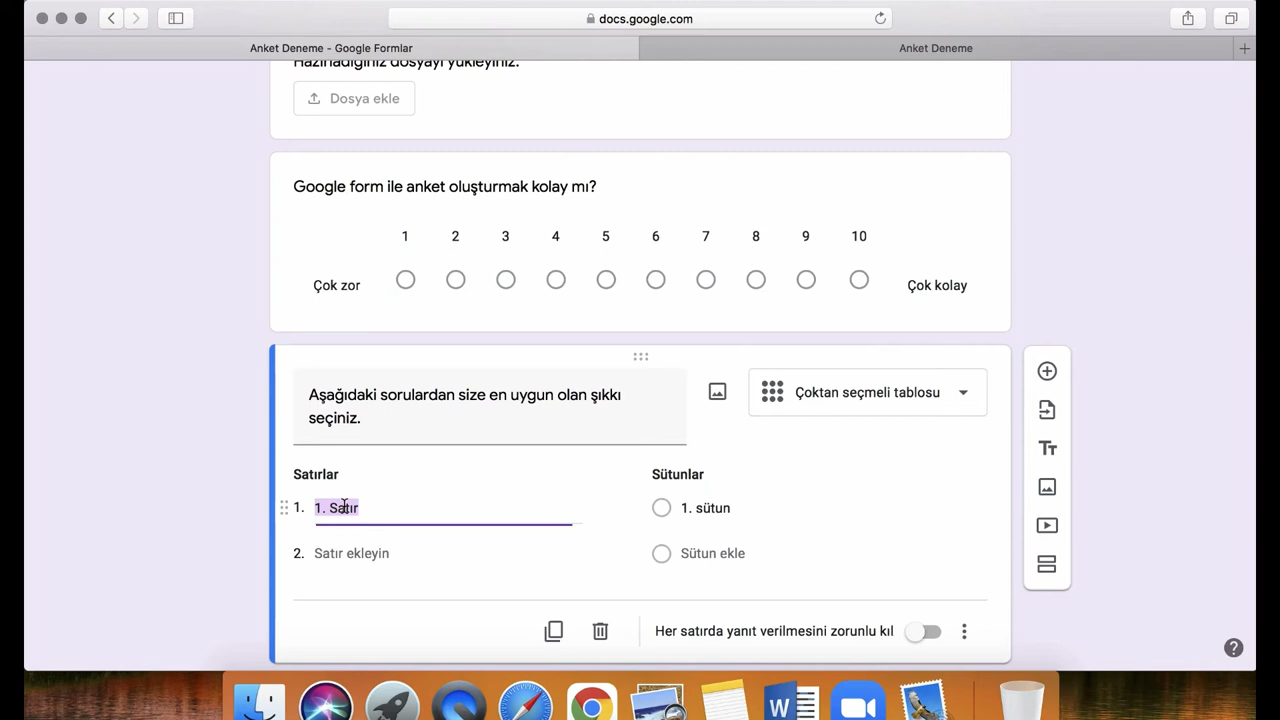 docs.google.com
Anket Deneme - Google Formlar
Anket Deneme
Hazırladığınız dosyayı yükleyiniz.
Dosya ekle
Google form ile anket oluşturmak kolay mı?
1 2 3 4 5 6 7 8 9 10
Çok zor
Çok kolay
Aşağıdaki sorulardan size en uygun olan şıkkı
seçiniz.
Çoktan seçmeli tablosu
Satırlar
Sütunlar
1. 1. Satır
1. sütun
2. Satır ekleyin
Sütun ekle
Her satırda yanıt verilmesini zorunlu kıl